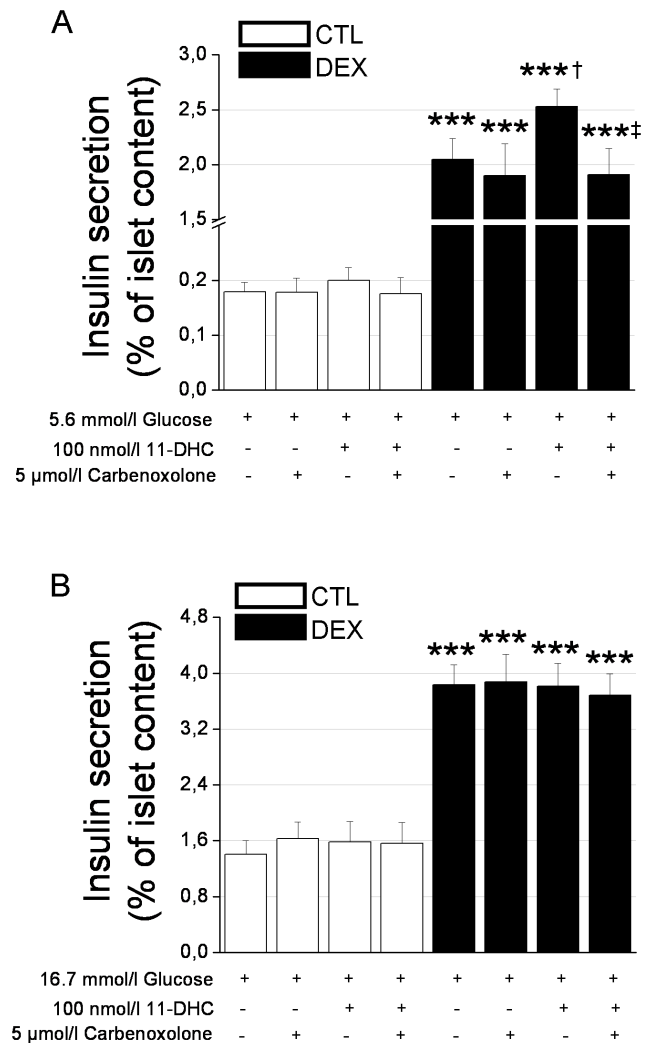 A
CTL
DEX
Insulin secretion
(% of islet content)
3,0
2,5
2,0
1,5
0,2
0,1
0,0
*** *** ***† ***‡
5.6 mmol/l Glucose + + + + + + + +
100 nmol/l 11-DHC - - + + - - + +
5 µmol/l Carbenoxolone - + - + - + - +
B
CTL
DEX
Insulin secretion
(% of islet content)
4,8
4,0
3,2
2,4
1,6
0,8
0,0
*** *** *** ***
16.7 mmol/l Glucose + + + + + + + +
100 nmol/l 11-DHC - - + + - - + +
5 µmol/l Carbenoxolone - + - + - + - +